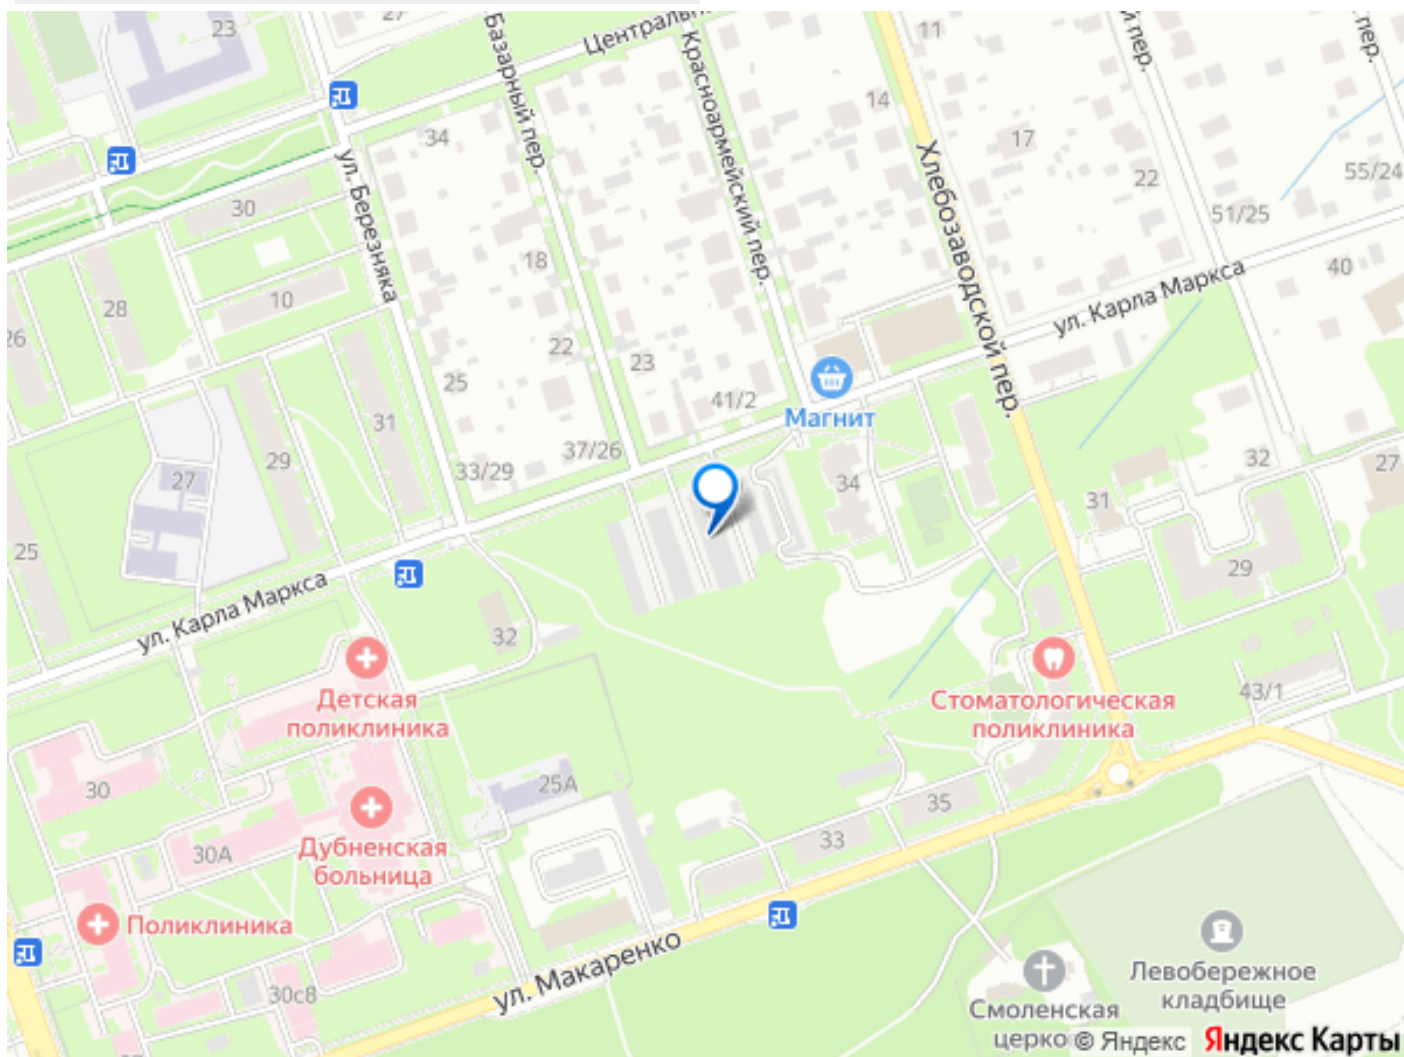 23
27
Базарный пер.
Центральн
Красноармейский пер.
11
й пер.
пер.
34
14
17
55/24
ул. Березняка
Хлебозаводской пер.
22
51/25
30
18
40
28
10
ул. Карла Маркса
26
22
23
25
41/2
Магнит
31
29
33/29
37/26
34
32
27
27
31
25
29
ул. Карла Маркса
32
Детская
поликлиника
Стоматологическая
поликлиника
43/1
30
25А
35
33
30А
Дубненская
больница
Поликлиника
ул. Макаренко
Левобережное
кладбище
30с8
Смоленская
церко
© Яндекс
Яндекс Карты